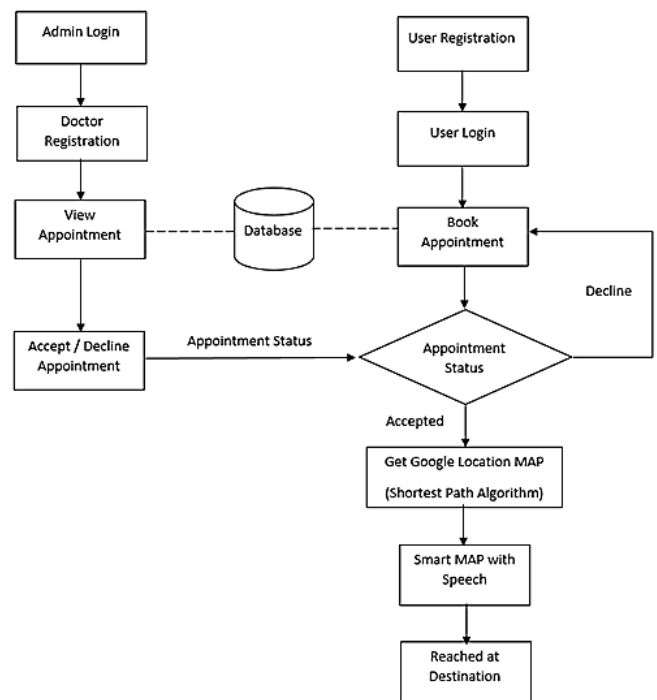 Admin Login
User Registration
Doctor
Registration
User Login
View
Appointment
Database
Book
Appointment
Decline
Accept / Decline
Appointment
Appointment Status
Appointment
Status
Accepted
Get Google Location MAP
(Shortest Path Algorithm)
Smart MAP with
Speech
Reached at
Destination